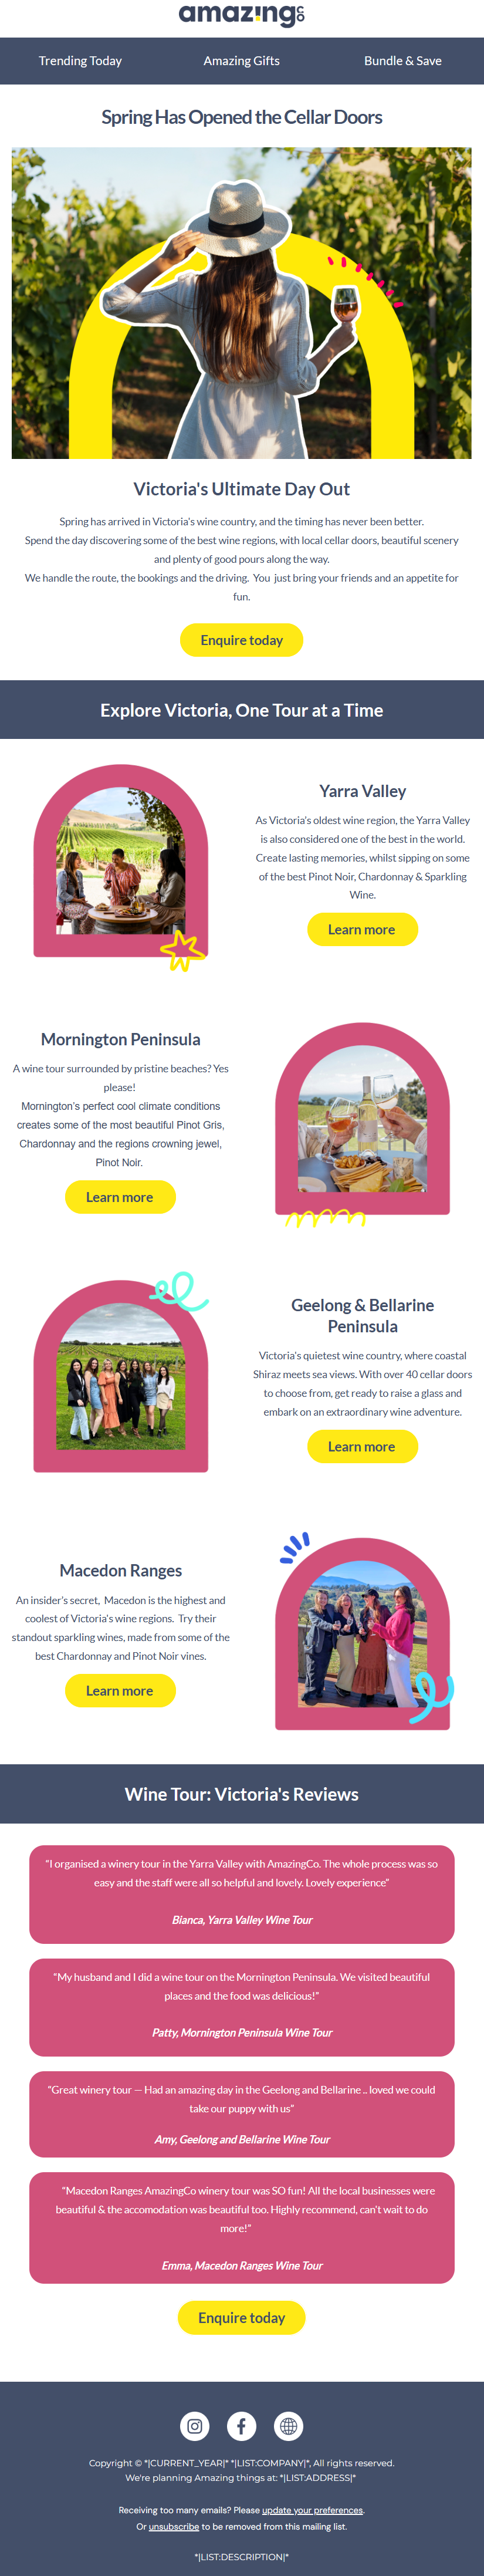 amazing co
Trending Today
Amazing Gifts
Bundle & Save
Spring Has Opened the Cellar Doors
Victoria's Ultimate Day Out
Spring has arrived in Victoria's wine country, and the timing has never been better.
Spend the day discovering some of the best wine regions, with local cellar doors, beautiful scenery
and plenty of good pours along the way.
We handle the route, the bookings and the driving. You just bring your friends and an appetite for
fun.
Enquire today
Explore Victoria, One Tour at a Time
Yarra Valley
As Victoria's oldest wine region, the Yarra Valley
is also considered one of the best in the world.
Create lasting memories, whilst sipping on some
of the best Pinot Noir, Chardonnay & Sparkling
Wine.
Learn more
Mornington Peninsula
A wine tour surrounded by pristine beaches? Yes
please!
Mornington's perfect cool climate conditions
creates some of the most beautiful Pinot Gris,
Chardonnay and the regions crowning jewel,
Pinot Noir.
Learn more
Geelong & Bellarine
Peninsula
Victoria's quietest wine country, where coastal
Shiraz meets sea views. With over 40 cellar doors
to choose from, get ready to raise a glass and
embark on an extraordinary wine adventure.
Learn more
Macedon Ranges
An insider's secret, Macedon is the highest and
coolest of Victoria's wine regions. Try their
standout sparkling wines, made from some of the
best Chardonnay and Pinot Noir vines.
Learn more
Wine Tour: Victoria's Reviews
"I organised a winery tour in the Yarra Valley with AmazingCo. The whole process was so
easy and the staff were all so helpful and lovely. Lovely experience"
Bianca, Yarra Valley Wine Tour
"My husband and I did a wine tour on the Mornington Peninsula. We visited beautiful
places and the food was delicious!"
Patty, Mornington Peninsula Wine Tour
"Great winery tour — Had an amazing day in the Geelong and Bellarine .. loved we could
take our puppy with us"
Amy, Geelong and Bellarine Wine Tour
"Macedon Ranges AmazingCo winery tour was SO fun! All the local businesses were
beautiful & the accomodation was beautiful too. Highly recommend, can't wait to do
more!"
Emma, Macedon Ranges Wine Tour
Enquire today
Copyright © *|CURRENT_YEAR|* *|LIST:COMPANY|*, All rights reserved.
We're planning Amazing things at: *|LIST:ADDRESS|*
Receiving too many emails? Please update your preferences.
Or unsubscribe to be removed from this mailing list.
*|LIST:DESCRIPTION|*